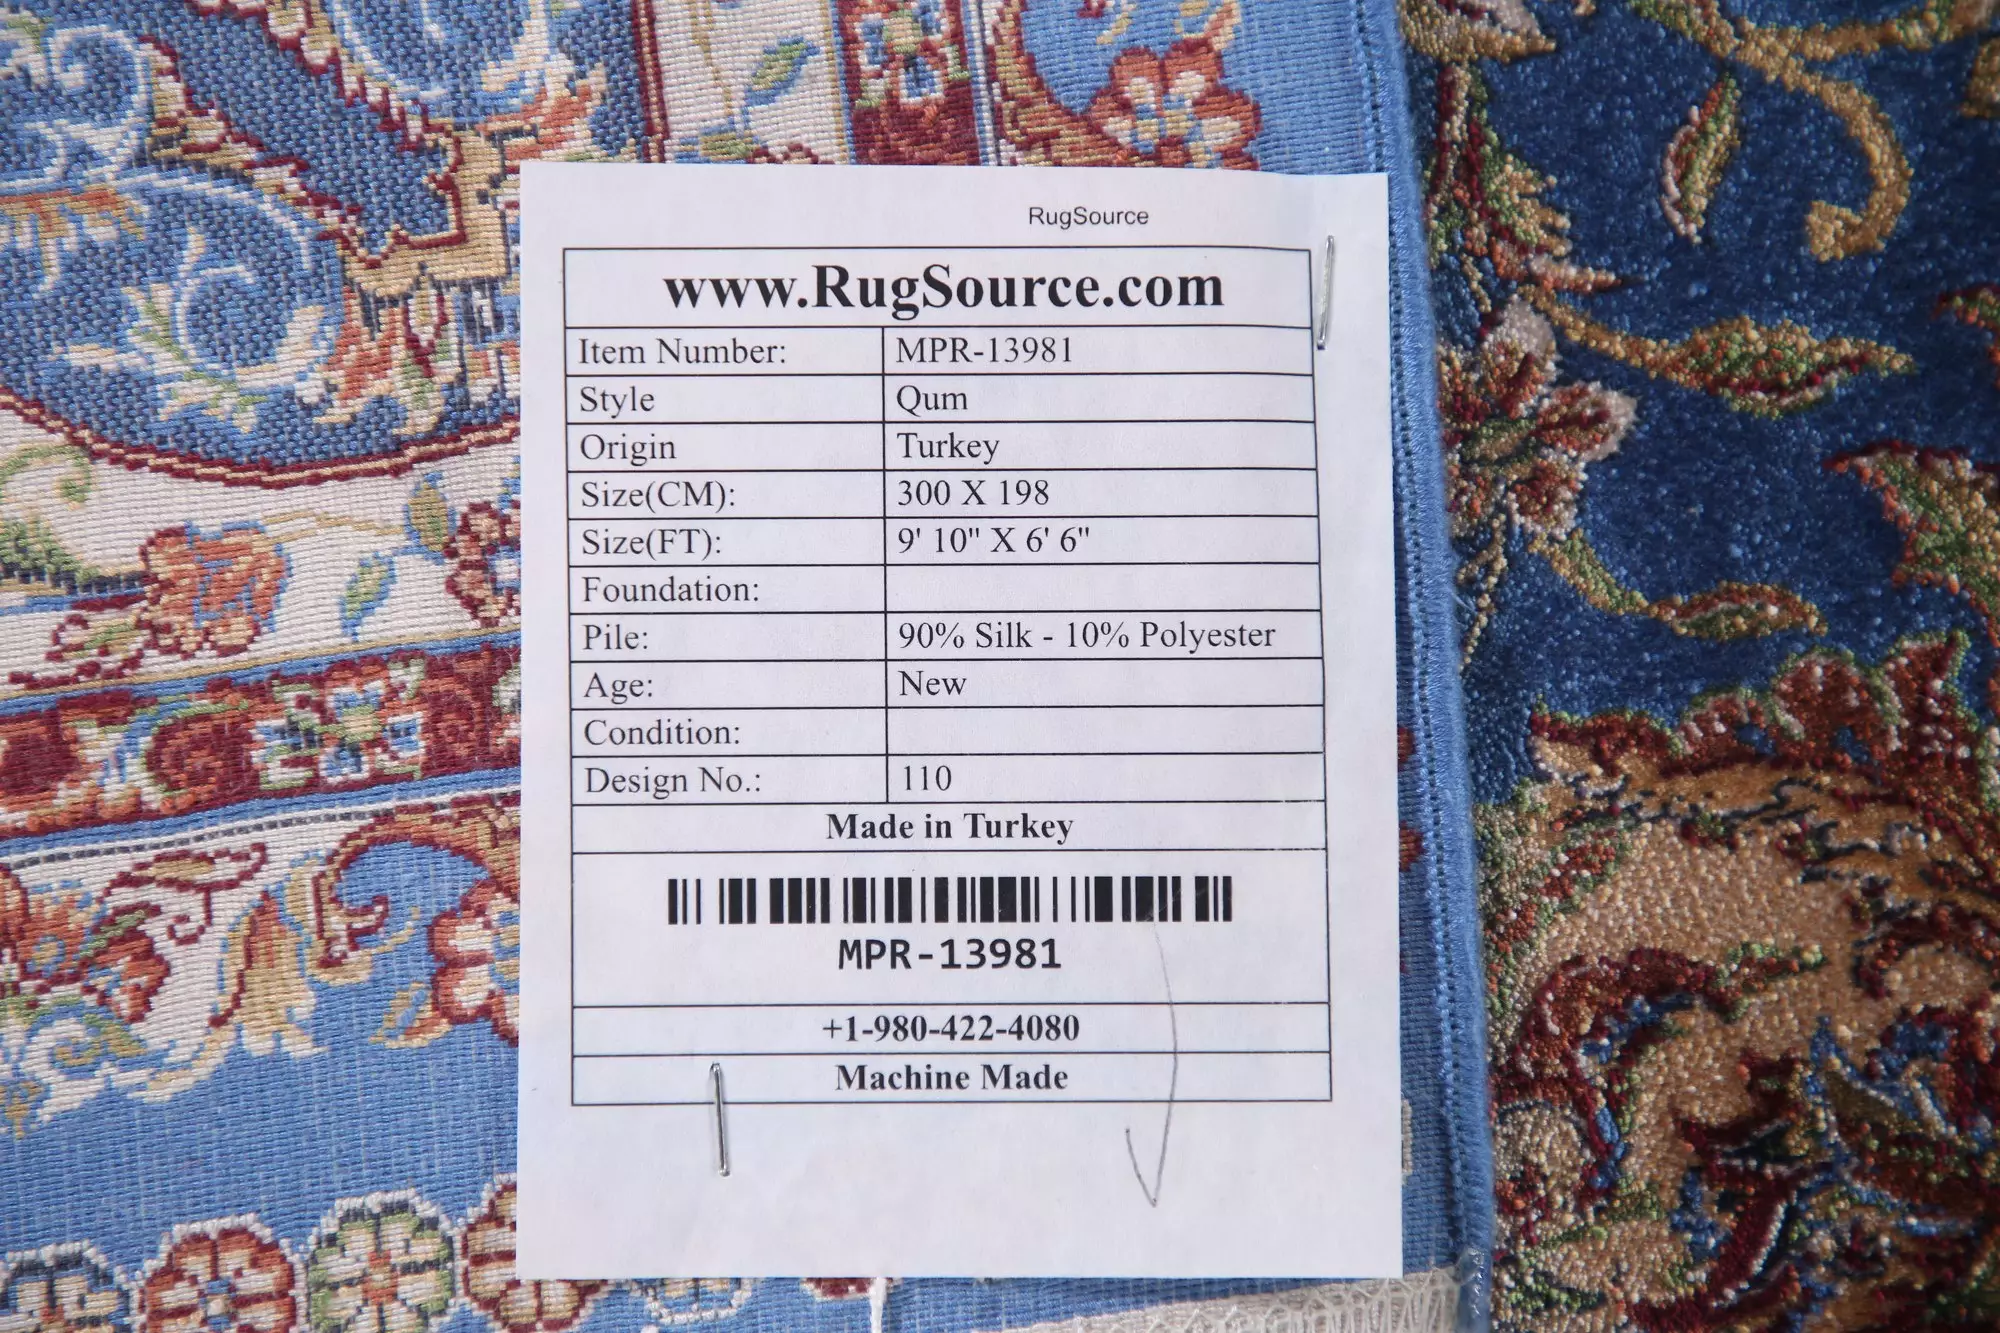 RugSource
www.RugSource.com
Item Number: MPR-13981
Style Qum
Origin Turkey
Size(CM): 300 X 198
Size(FT): 9' 10" X 6' 6"
Foundation:
Pile: 90% Silk - 10% Polyester
Age: New
Condition:
Design No.: 110
Made in Turkey
MPR-13981
+1-980-422-4080
Machine Made